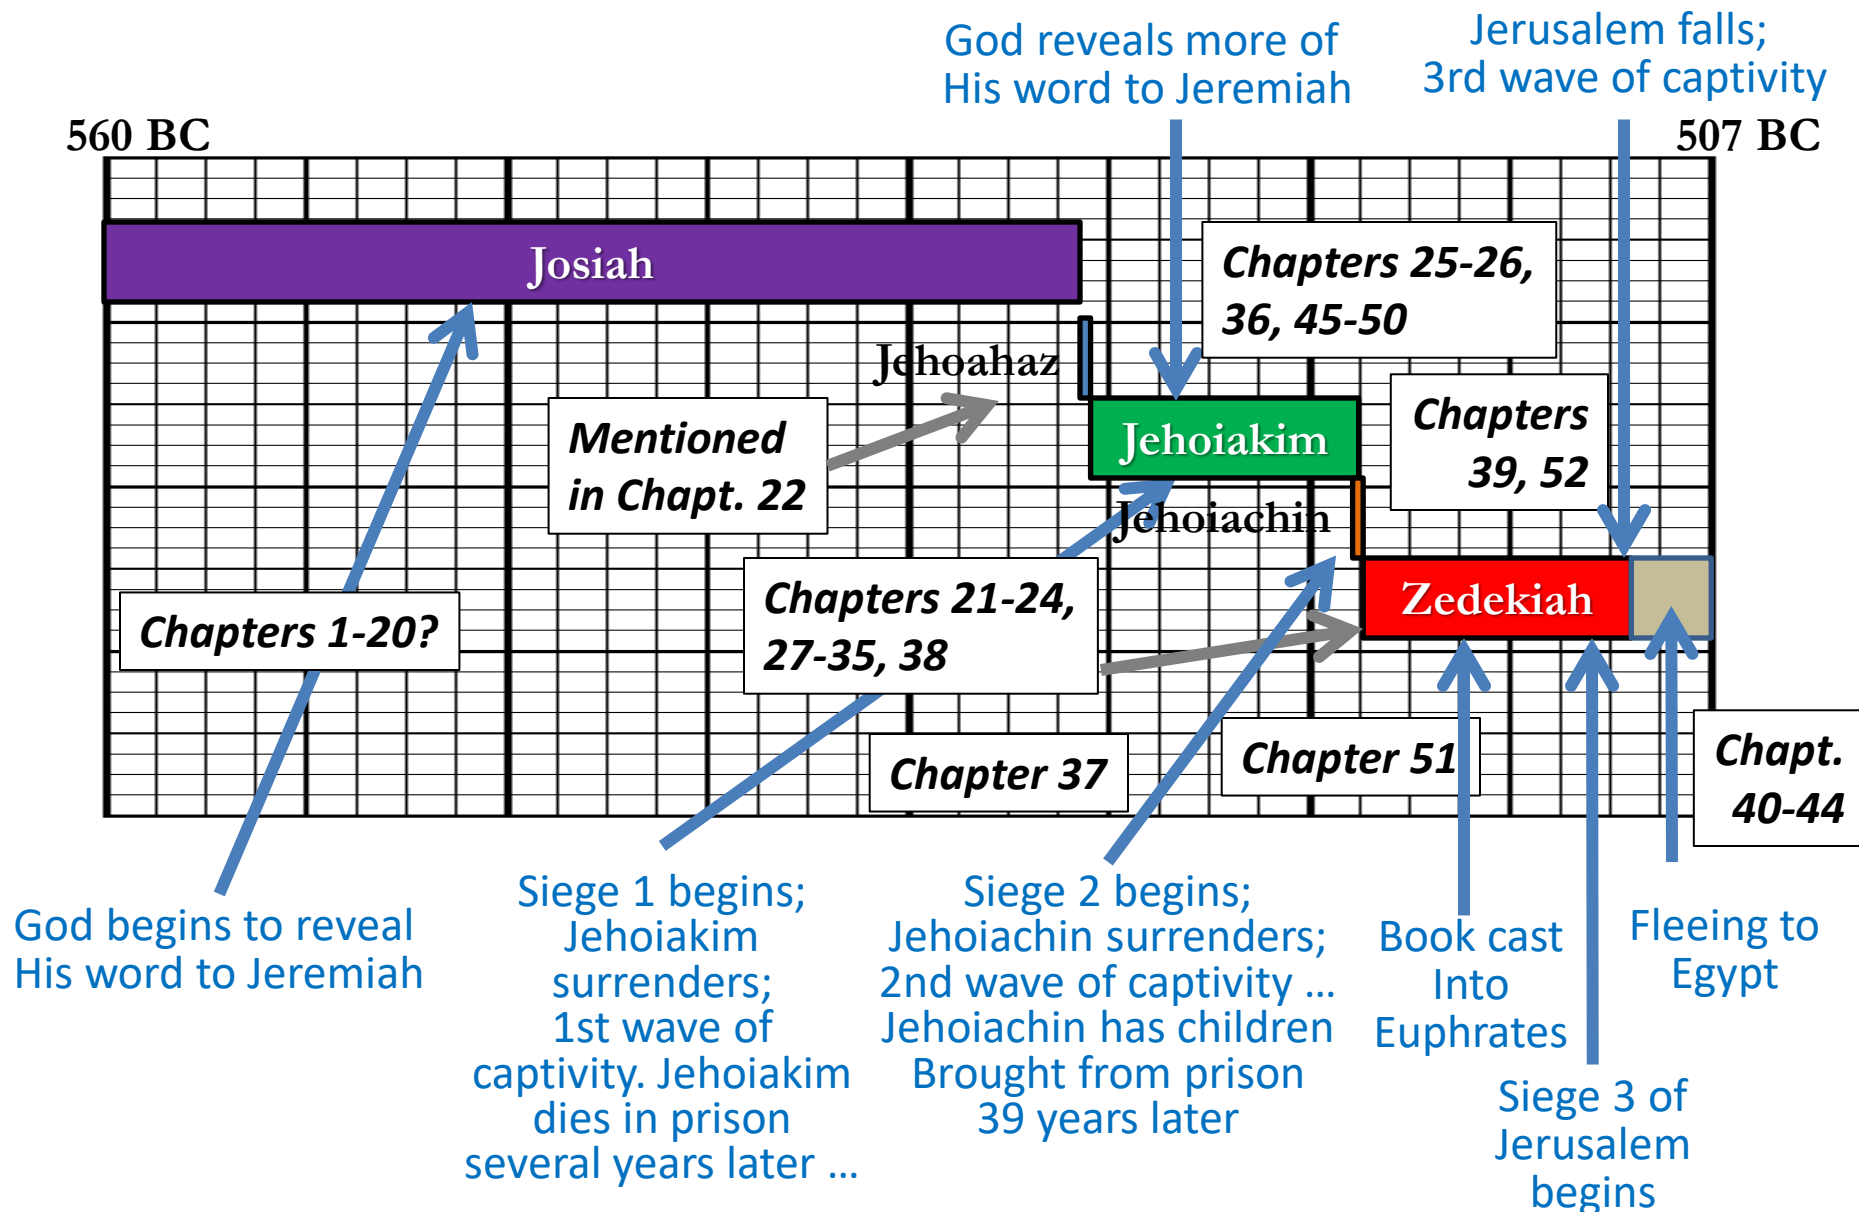 God reveals more of
His word to Jeremiah
Jerusalem falls;
3rd wave of captivity
560 BC
507 BC
Josiah
Chapters 25-26,
36, 45-50
Jehoahaz
Mentioned
in Chapt. 22
Jehoiakim
Chapters
39, 52
Jehoiachin
Chapters 1-20?
Chapters 21-24,
27-35, 38
Zedekiah
Chapter 37
Chapter 51
Chapt.
40-44
God begins to reveal
His word to Jeremiah
Siege 1 begins;
Jehoiakim
surrenders;
1st wave of
captivity. Jehoiakim
dies in prison
several years later ...
Siege 2 begins;
Jehoiachin surrenders;
2nd wave of captivity ...
Jehoiachin has children
Brought from prison
39 years later
Book cast
Into
Euphrates
Fleeing to
Egypt
Siege 3 of
Jerusalem
begins